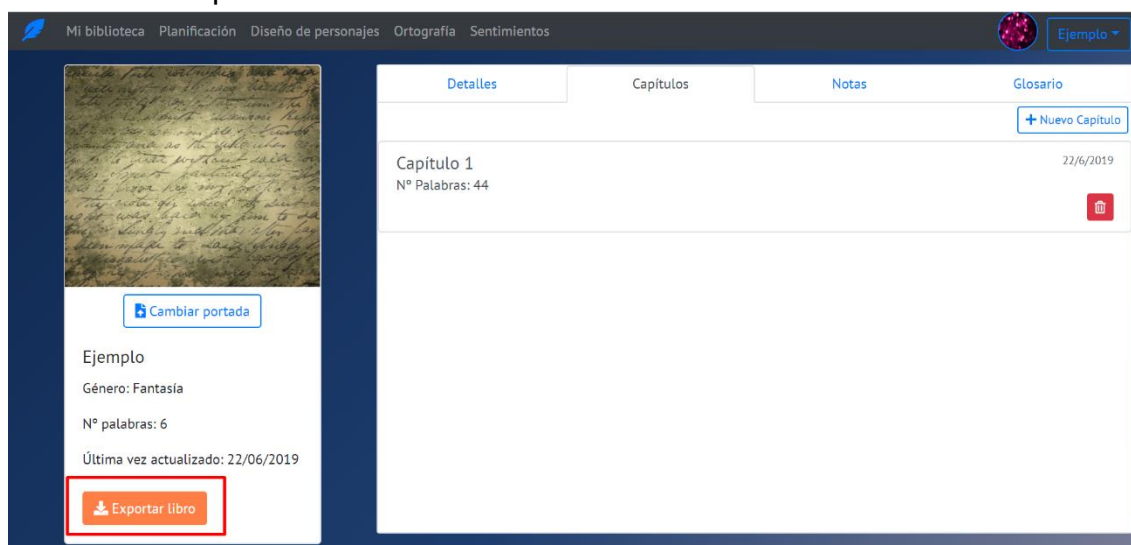 Mi biblioteca Planificación Diseño de personajes Ortografía Sentimientos Ejemplo
Detalles Capítulos Notas Glosario
+ Nuevo Capítulo
Capítulo 1 22/6/2019
Nº Palabras: 44
Cambiar portada
Ejemplo
Género: Fantasía
Nº palabras: 6
Última vez actualizado: 22/06/2019
Exportar libro